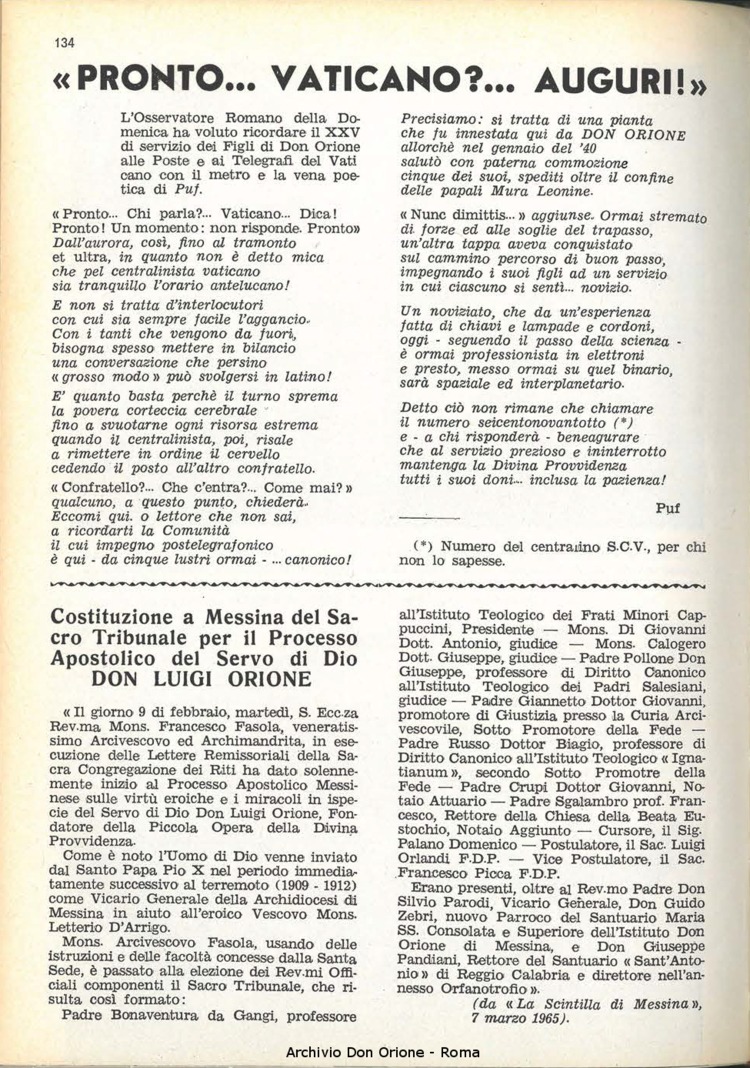 134
« PRONTO... VATICANO?... AUGURI! »
L'Osservatore Romano della Do-
menica ha voluto ricordare il XXV
di servizio dei Figli di Don Orione
alle Poste e ai Telegrafi del Vati
cano con il metro e la vena poe-
tica di Puf.
« Pronto... Chi parla?... Vaticano... Dica!
Pronto! Un momento: non risponde. Pronto»
Dall'aurora, così, fino al tramonto
et ultra, in quanto non è detto mica
che pel centralinista vaticano
sia tranquillo l'orario antelucano!
E non si tratta d'interlocutori
con cui sia sempre facile l'aggancio.
Con i tanti che vengono da fuori,
bisogna spesso mettere in bilancio
una conversazione che persino
« grosso modo » può svolgersi in latino!
E' quanto basta perchè il turno sprema
la povera corteccia cerebrale
fino a svuotarne ogni risorsa estrema
quando il centralinista, poi, risale
a rimettere in ordine il cervello
cedendo il posto all'altro confratello.
« Confratello?... Che c'entra?... Come mai? »
qualcuno, a questo punto, chiederà.
Eccomi qui. o lettore che non sai,
a ricordarti la Comunità
il cui impegno postelegrafonico
è qui - da cinque lustri ormai - ... canonico!
Precisiamo: si tratta di una pianta
che fu innestata qui da DON ORIONE
allorchè nel gennaio del '40
salutò con paterna commozione
cinque dei suoi, spediti oltre il confine
delle papali Mura Leonine.
« Nunc dimittis... » aggiunse. Ormai stremato
di forze ed alle soglie del trapasso,
un'altra tappa aveva conquistato
sul cammino percorso di buon passo,
impegnando i suoi figli ad un servizio
in cui ciascuno si sentì... novizio.
Un noviziato, che da un'esperienza
fatta di chiavi e lampade e cordoni,
oggi - seguendo il passo della scienza -
è ormai professionista in elettroni
e presto, messo ormai su quel binario,
sarà spaziale ed interplanetario.
Detto ciò non rimane che chiamare
il numero seicentonovantotto (*)
e - a chi risponderà - beneagurare
che al servizio prezioso e ininterrotto
mantenga la Divina Provvidenza
tutti i suoi doni... inclusa la pazienza!
Puf
(*) Numero del centralino S.C.V., per chi
non lo sapesse.
Costituzione a Messina del Sa-
cro Tribunale per il Processo
Apostolico del Servo di Dio
DON LUIGI ORIONE
« Il giorno 9 di febbraio, martedì, S. Ecc.za
Rev.ma Mons. Francesco Fasola, veneratis-
simo Arcivescovo ed Archimandrita, in ese-
cuzione delle Lettere Remissoriali della Sa-
cra Congregazione dei Riti ha dato solenne-
mente inizio al Processo Apostolico Messi-
nese sulle virtù eroiche e i miracoli in ispe-
cie del Servo di Dio Don Luigi Orione, Fon-
datore della Piccola Opera della Divina
Provvidenza.
Come è noto l'Uomo di Dio venne inviato
dal Santo Papa Pio X nel periodo immedia-
tamente successivo al terremoto (1909 - 1912)
come Vicario Generale della Archidiocesi di
Messina in aiuto all'eroico Vescovo Mons.
Letterio D'Arrigo.
Mons. Arcivescovo Fasola, usando delle
istruzioni e delle facoltà concesse dalla Santa
Sede, è passato alla elezione dei Rev.mi Offi-
ciali componenti il Sacro Tribunale, che ri-
sulta così formato:
Padre Bonaventura da Gangi, professore
all'Istituto Teologico dei Frati Minori Cap-
puccini, Presidente — Mons. Di Giovanni
Dott. Antonio, giudice — Mons. Calogero
Dott. Giuseppe, giudice — Padre Pollone Don
Giuseppe, professore di Diritto Canonico
all'Istituto Teologico dei Padri Salesiani,
giudice — Padre Giannetto Dottor Giovanni,
promotore di Giustizia presso la Curia Arci-
vescovile, Sotto Promotore della Fede —
Padre Russo Dottor Biagio, professore di
Diritto Canonico all'Istituto Teologico « Igna-
tianum », secondo Sotto Promotre della
Fede — Padre Crupi Dottor Giovanni, No-
taio Attuario — Padre Sgalambro prof. Fran-
cesco, Rettore della Chiesa della Beata Eu-
stochio, Notaio Aggiunto — Cursore, il Sig.
Palano Domenico — Postulatore, il Sac. Luigi
Orlandi F.D.P. — Vice Postulatore, il Sac.
Francesco Picca F.D.P.
Erano presenti, oltre al Rev.mo Padre Don
Silvio Parodi, Vicario Generale, Don Guido
Zebri, nuovo Parroco del Santuario Maria
SS. Consolata e Superiore dell'Istituto Don
Orione di Messina, e Don Giuseppe
Pandiani, Rettore del Santuario « Sant'Anto-
nio » di Reggio Calabria e direttore nell'an-
nesso Orfanotrofio ».
(da « La Scintilla di Messina »,
7 marzo 1965).
Archivio Don Orione - Roma